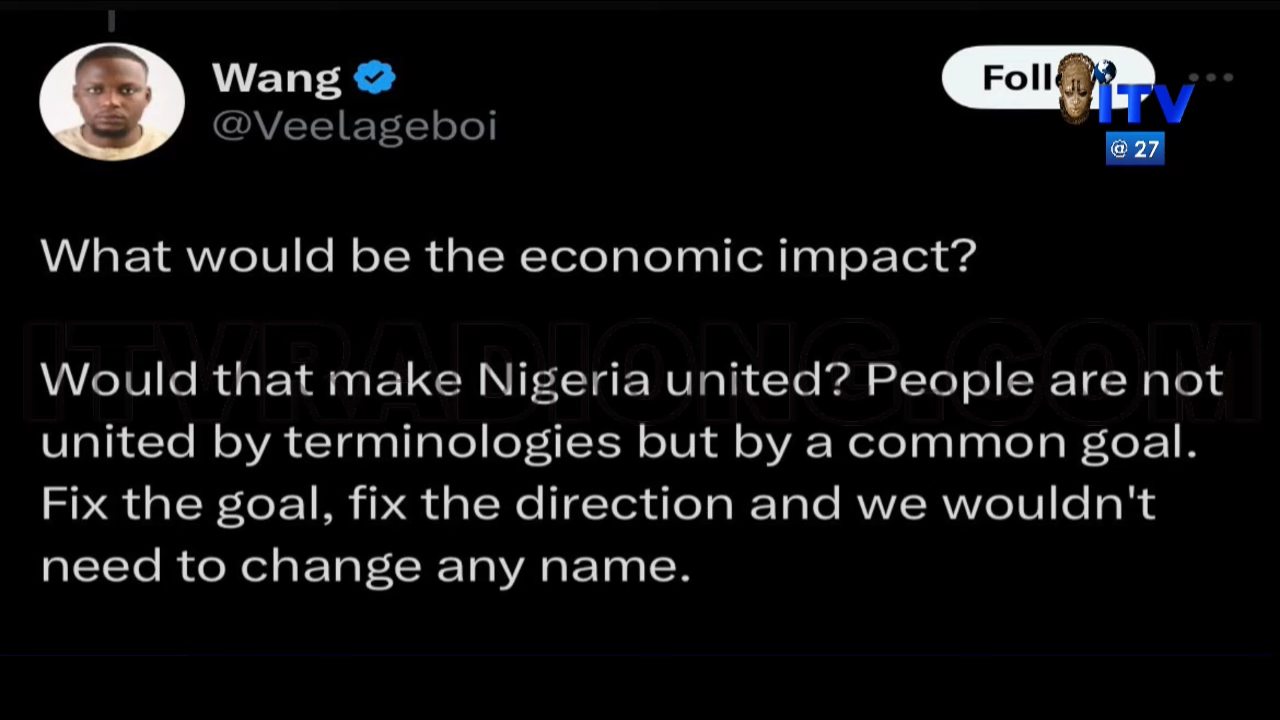 Wang
@Veelageboi
Foll
iTV
@ 27
What would be the economic impact?
Would that make Nigeria united? People are not
united by terminologies but by a common goal.
Fix the goal, fix the direction and we wouldn't
need to change any name.
ITVRADIONG.COM